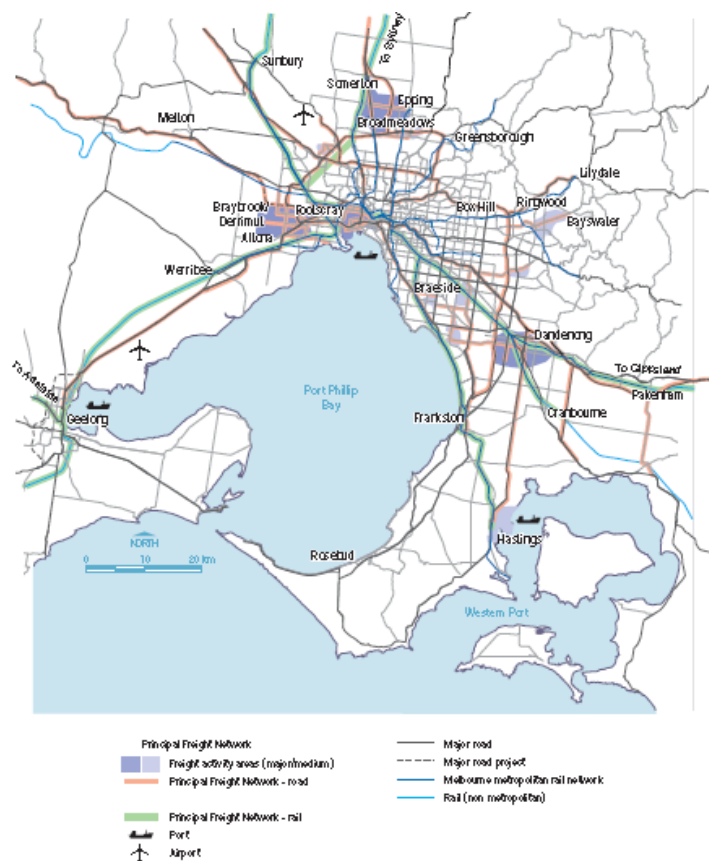 To Sydney
Sunbury
Somerton
Epping
Melton
Broadmeadows
Greensborough
Lilydale
Braybrook/
Derrimut
Footscray
Box Hill
Ringwood
Altona
Bayswater
Werribee
Braeside
Dandenong
To Adelaide
To Gippsland
Port Phillip
Bay
Pakenham
Geelong
Frankston
Cranbourne
NORTH
0 10 20 km
Rosebud
Hastings
Western Port
Principal Freight Network
Freight activity areas (major/medium)
Principal Freight Network - road
Principal Freight Network - rail
Port
Airport
Major road
Major road project
Melbourne metropolitan rail network
Rail (non metropolitan)